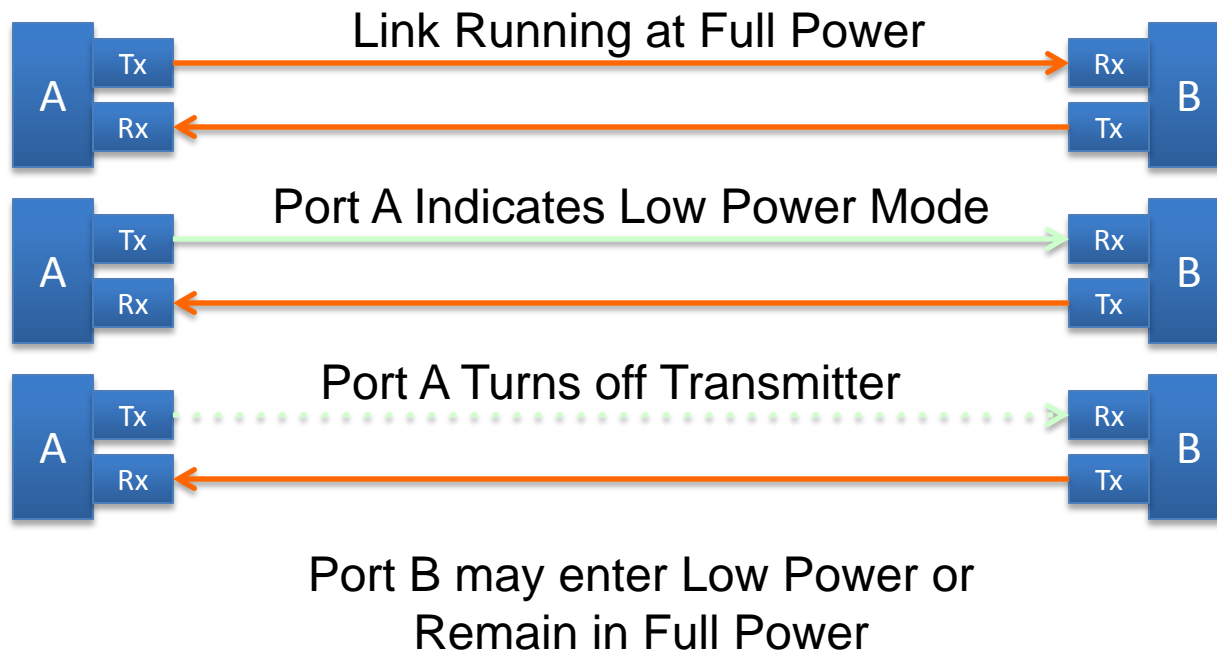 Link Running at Full Power
A
Tx
Rx
Rx
Tx
B
Port A Indicates Low Power Mode
A
Tx
Rx
Rx
Tx
B
Port A Turns off Transmitter
A
Tx
Rx
Rx
Tx
B
Port B may enter Low Power or
Remain in Full Power